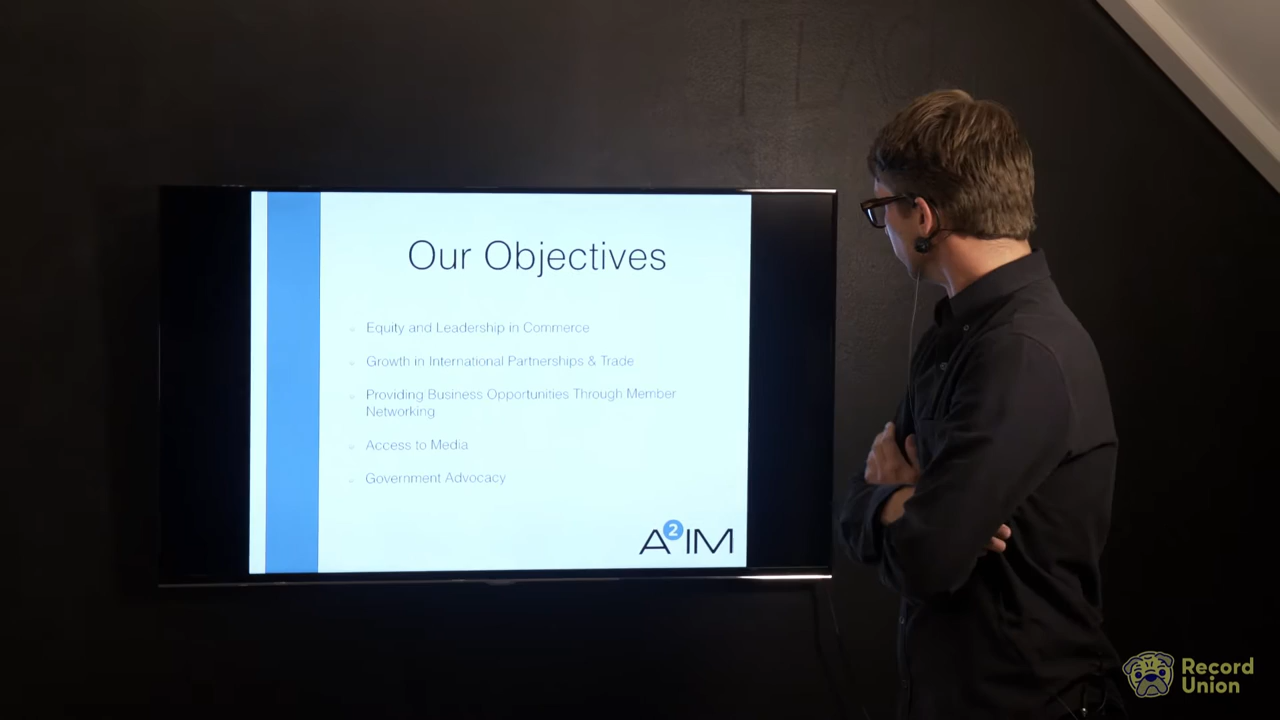 Our Objectives
Equity and Leadership in Commerce
Growth in International Partnerships & Trade
Providing Business Opportunities Through Member
Networking
Access to Media
Government Advocacy
A2IM
Record
Union